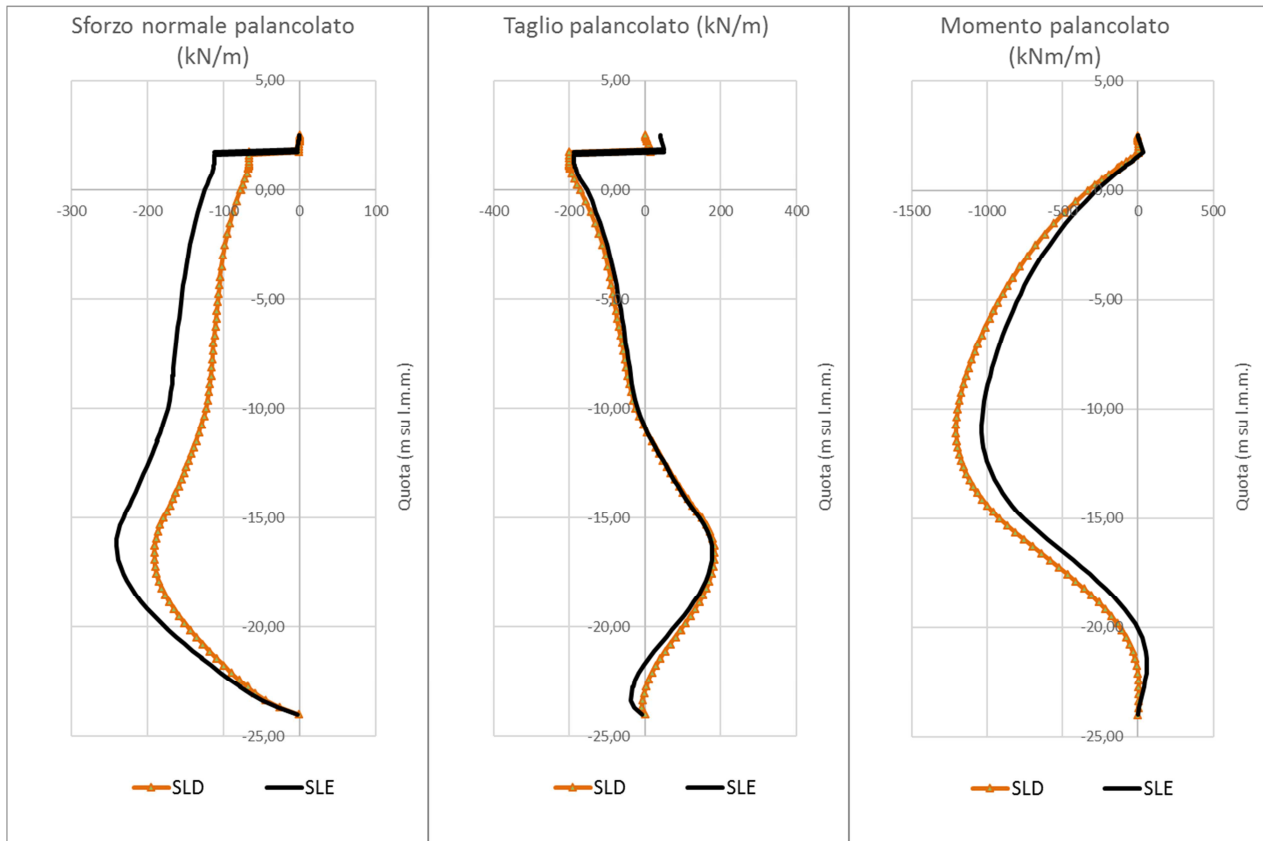 Sforzo normale palancolato
(kN/m)
5,00
0,00
-300 -200 -100 0 100
-5,00
-10,00
-15,00
-20,00
-25,00
Quota (m su l.m.m.)
SLD SLE
Taglio palancolato (kN/m)
5,00
0,00
-400 -200 0 200 400
-5,00
-10,00
-15,00
-20,00
-25,00
Quota (m su l.m.m.)
SLD SLE
Momento palancolato
(kNm/m)
5,00
0,00
-1500 -1000 -500 0 500
-5,00
-10,00
-15,00
-20,00
-25,00
Quota (m su l.m.m.)
SLD SLE